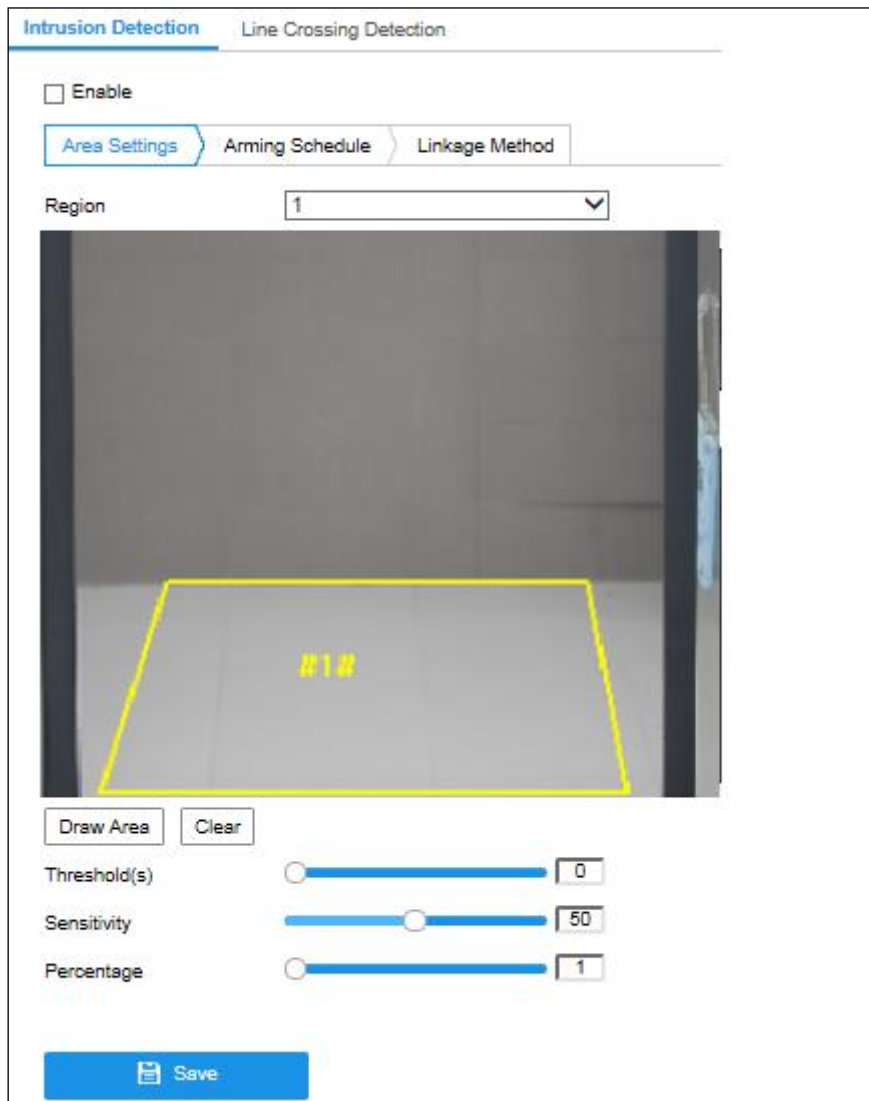 Intrusion Detection Line Crossing Detection
Enable
Area Settings Arming Schedule Linkage Method
Region 1
#1#
Draw Area Clear
Threshold(s) 0
Sensitivity 50
Percentage 1
Save